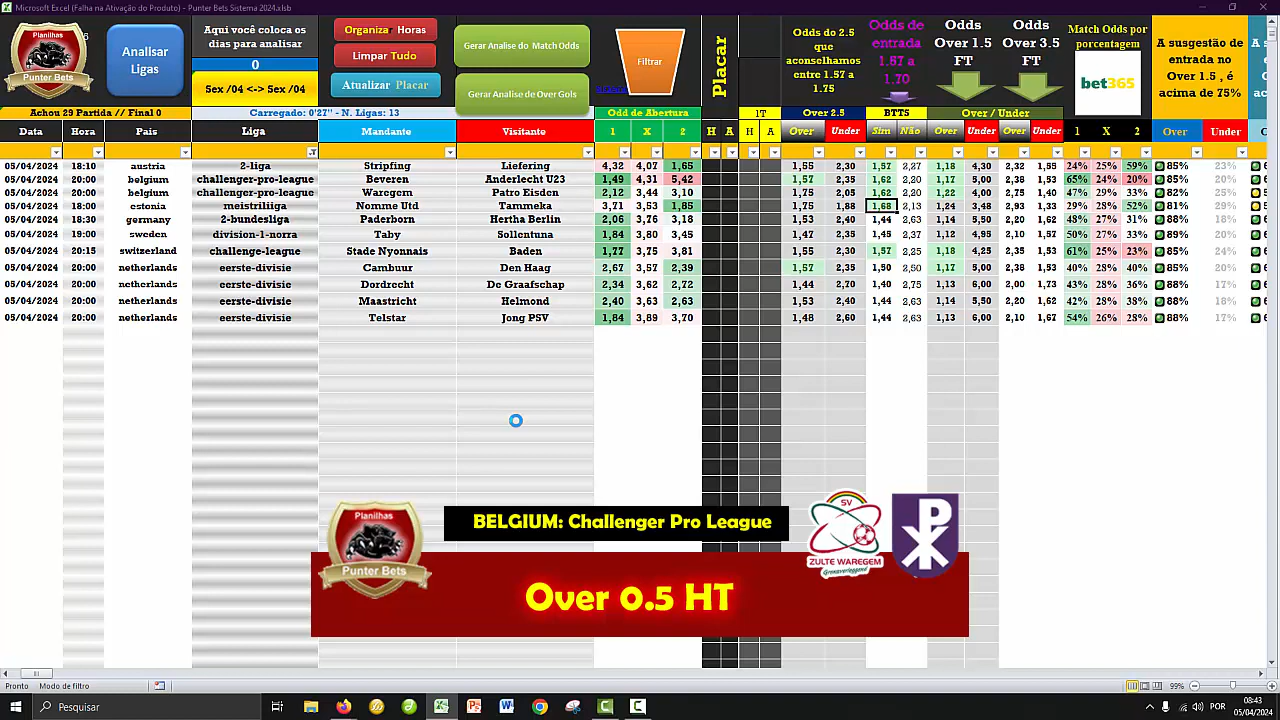 Microsoft Excel (Falha na Ativação do Produto) - Punter Bets Sistema 2024.xlsb
Planilhas
Punter Bets
Analisar Ligas
Aqui você coloca os dias para analisar
0
Sex /04 <-> Sex /04
Organizar Horas
Limpar Tudo
Atualizar Placar
Gerar Analise do Match Odds
Gerar Analise de Over Gols
Filtrar
Placar
Odds do 2.5 que aconselhamos entre 1.57 a 1.75
Odds de entrada 1.67 a 1.70
Odds Over 1.5 FT
Odds Over 3.5 FT
Match Odds por porcentagem
bet365
A susgestão de entrada no Over 1.5 , é acima de 75%
Achou 29 Partida // Final 0
Carregado: 0'27" - N. Ligas: 13
Odd de Abertura
1T
Over 2.5
BTTS
Over / Under
Data Hora Pais Liga Mandante Visitante 1 X 2 H A H A Over Under Sim Não Over Under Over Under 1 X 2 Over Under
05/04/2024 18:10 austria 2-liga Stripfing Liefering 4,32 4,07 1,65 1,55 2,30 1,57 2,27 1,18 4,30 2,32 1,55 24% 25% 59% 85% 23%
05/04/2024 20:00 belgium challenger-pro-league Beveren Anderlecht U23 1,49 4,31 5,42 1,57 2,35 1,62 2,20 1,17 5,00 2,38 1,53 65% 24% 20% 85% 20%
05/04/2024 20:00 belgium challenger-pro-league Waregem Patro Eisden 2,12 3,44 3,10 1,75 2,05 1,62 2,20 1,22 4,00 2,75 1,40 47% 29% 33% 82% 25%
05/04/2024 18:00 estonia meistriliiga Nomme Utd Tammeka 3,71 3,53 1,85 1,75 1,88 1,68 2,13 1,24 3,48 2,93 1,33 29% 28% 52% 81% 29%
05/04/2024 18:30 germany 2-bundesliga Paderborn Hertha Berlin 2,06 3,76 3,18 1,53 2,40 1,44 2,63 1,14 5,50 2,20 1,62 48% 27% 31% 88% 18%
05/04/2024 19:00 sweden division-1-norra Taby Sollentuna 1,84 3,80 3,45 1,47 2,35 1,45 2,37 1,12 4,95 2,10 1,55 50% 27% 33% 89% 20%
05/04/2024 20:15 switzerland challenge-league Stade Nyonnais Baden 1,77 3,75 3,81 1,55 2,30 1,57 2,25 1,18 4,25 2,35 1,53 61% 25% 23% 85% 24%
05/04/2024 20:00 netherlands eerste-divisie Cambuur Den Haag 2,67 3,57 2,39 1,57 2,35 1,50 2,50 1,17 5,00 2,38 1,53 40% 28% 40% 85% 20%
05/04/2024 20:00 netherlands eerste-divisie Dordrecht De Graafschap 2,34 3,62 2,72 1,44 2,70 1,40 2,75 1,13 6,00 2,00 1,73 43% 28% 36% 88% 17%
05/04/2024 20:00 netherlands eerste-divisie Maastricht Helmond 2,40 3,63 2,63 1,53 2,40 1,44 2,63 1,14 5,50 2,20 1,62 42% 28% 38% 88% 18%
05/04/2024 20:00 netherlands eerste-divisie Telstar Jong PSV 1,84 3,89 3,70 1,48 2,60 1,44 2,63 1,13 6,00 2,10 1,67 54% 26% 28% 88% 17%
BELGIUM: Challenger Pro League
SV
ZULTE WAREGEM
Planilhas
Punter Bets
Over 0.5 HT
Pronto Modo de filtro 99%
Pesquisar
POR
08:43
05/04/2024